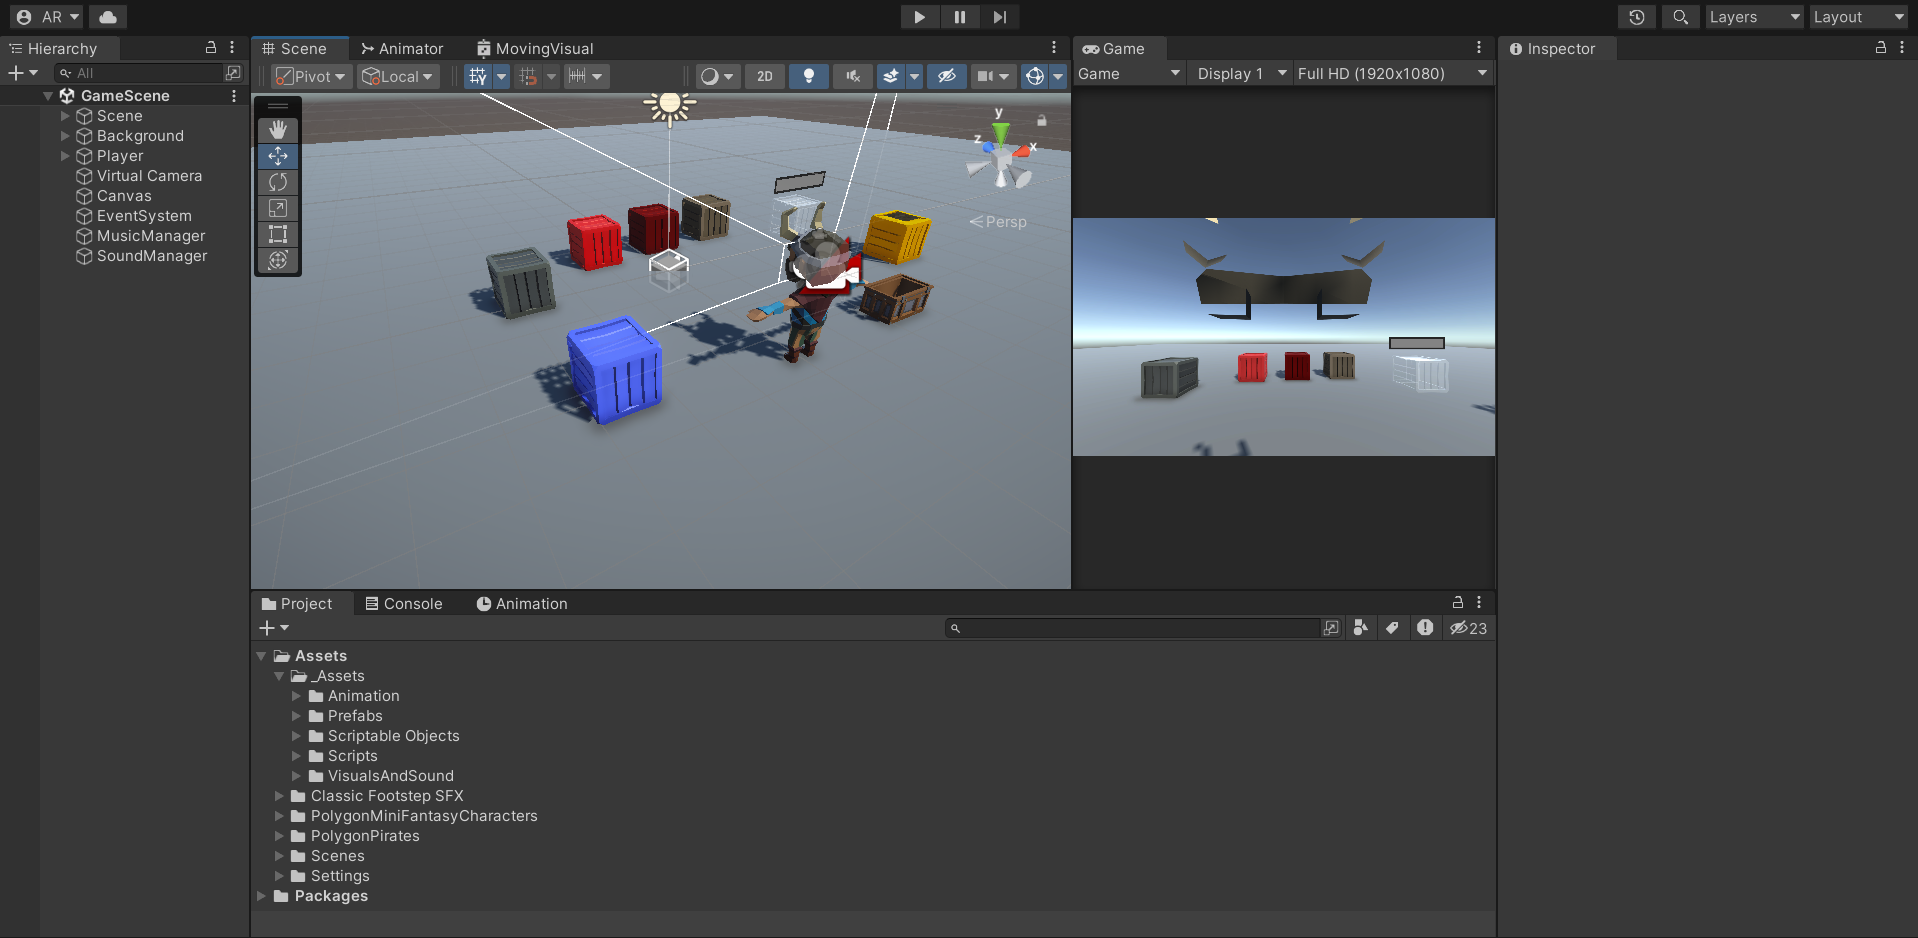 AR
Layers
Layout
Hierarchy
All
GameScene
Scene
Background
Player
Virtual Camera
Canvas
EventSystem
MusicManager
SoundManager
Scene
Animator
MovingVisual
Pivot
Local
2D
y
z
x
Persp
Game
Game
Display 1
Full HD (1920x1080)
Inspector
Project
Console
Animation
23
Assets
_Assets
Animation
Prefabs
Scriptable Objects
Scripts
VisualsAndSound
Classic Footstep SFX
PolygonMiniFantasyCharacters
PolygonPirates
Scenes
Settings
Packages